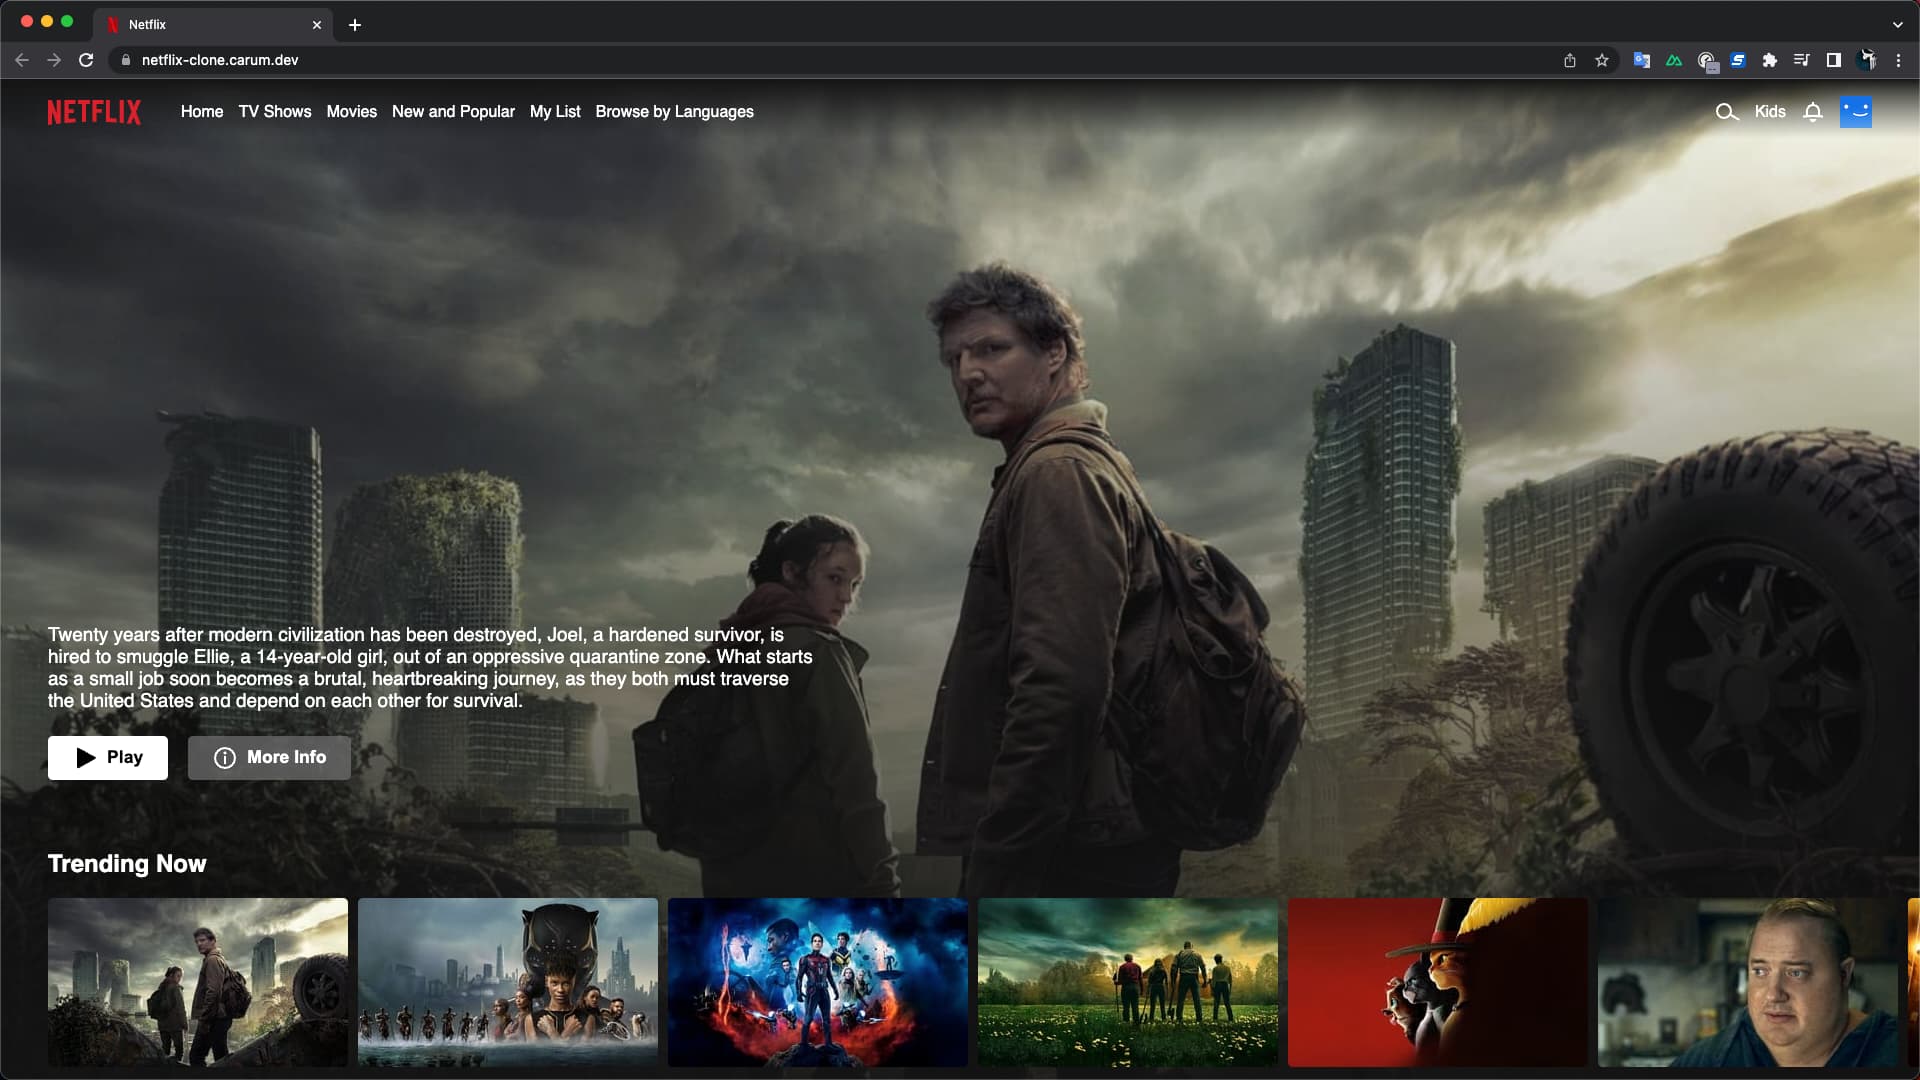 Netflix
netflix-clone.carum.dev
NETFLIX Home TV Shows Movies New and Popular My List Browse by Languages Kids
Twenty years after modern civilization has been destroyed, Joel, a hardened survivor, is
hired to smuggle Ellie, a 14-year-old girl, out of an oppressive quarantine zone. What starts
as a small job soon becomes a brutal, heartbreaking journey, as they both must traverse
the United States and depend on each other for survival.
Play More Info
Trending Now